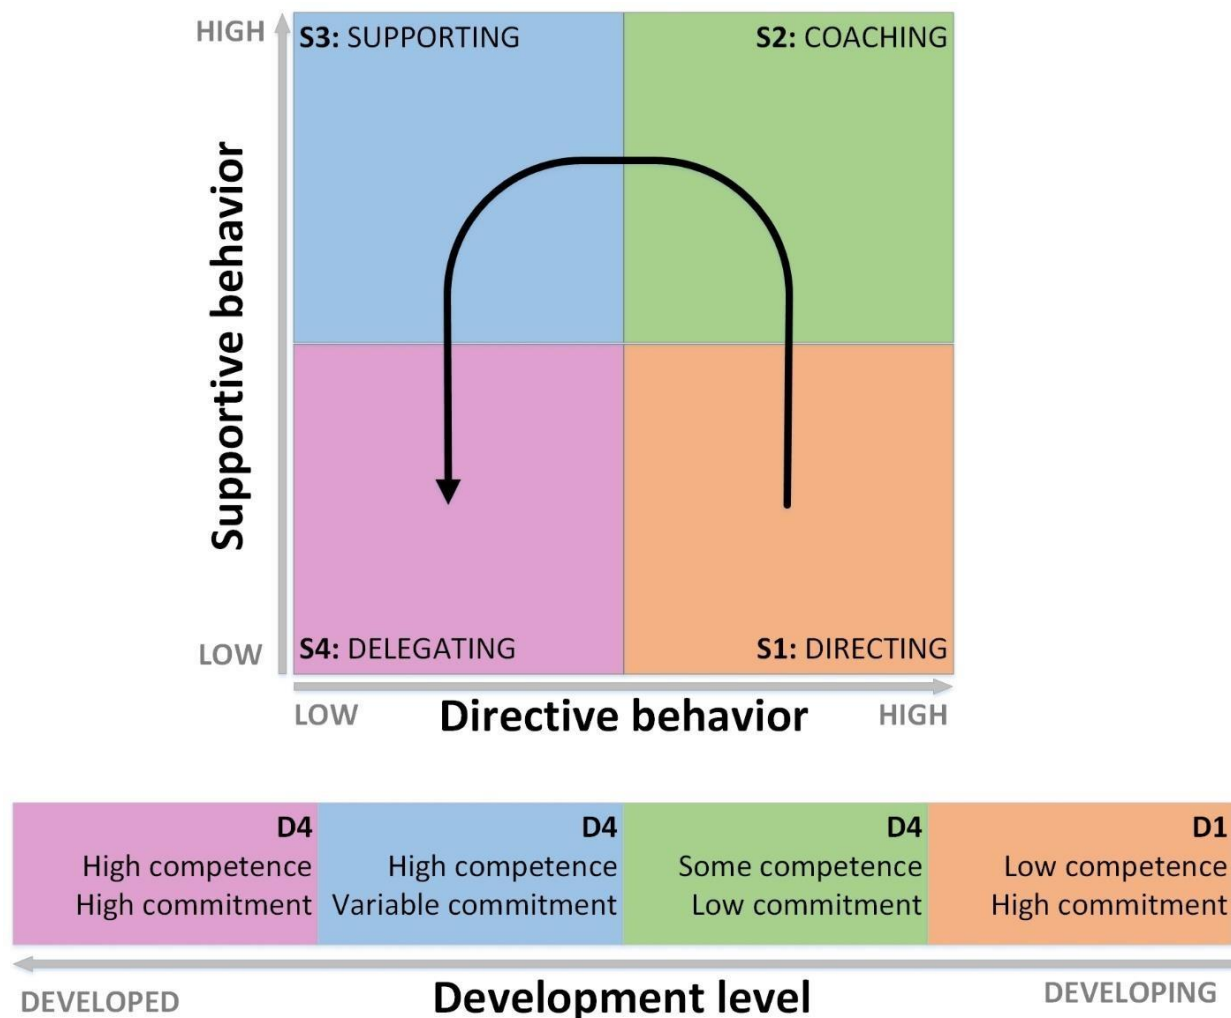 HIGH
S3: SUPPORTING
S2: COACHING
Supportive behavior
LOW
S4: DELEGATING
S1: DIRECTING
LOW
Directive behavior
HIGH
D4
High competence
High commitment
D4
High competence
Variable commitment
D4
Some competence
Low commitment
D1
Low competence
High commitment
DEVELOPED
Development level
DEVELOPING